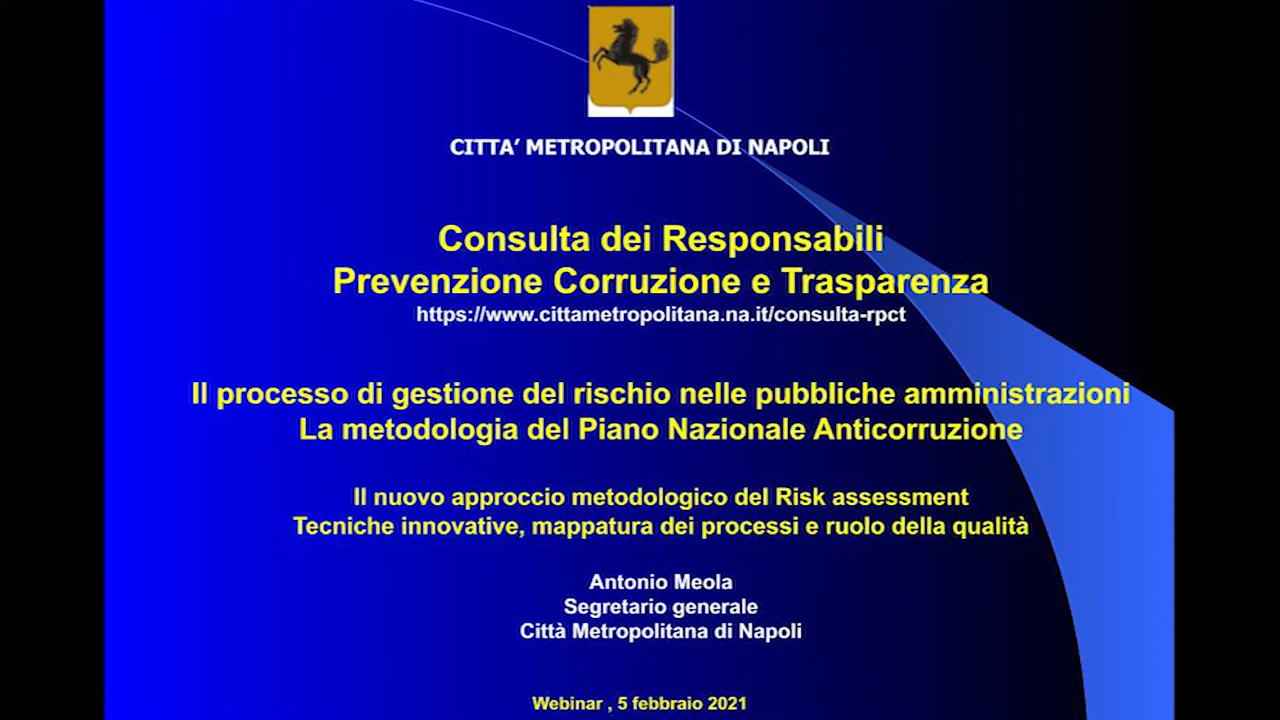 CITTA’ METROPOLITANA DI NAPOLI
Consulta dei Responsabili
Prevenzione Corruzione e Trasparenza
https://www.cittametropolitana.na.it/consulta-rpct
Il processo di gestione del rischio nelle pubbliche amministrazioni
La metodologia del Piano Nazionale Anticorruzione
Il nuovo approccio metodologico del Risk assessment
Tecniche innovative, mappatura dei processi e ruolo della qualità
Antonio Meola
Segretario generale
Città Metropolitana di Napoli
Webinar , 5 febbraio 2021